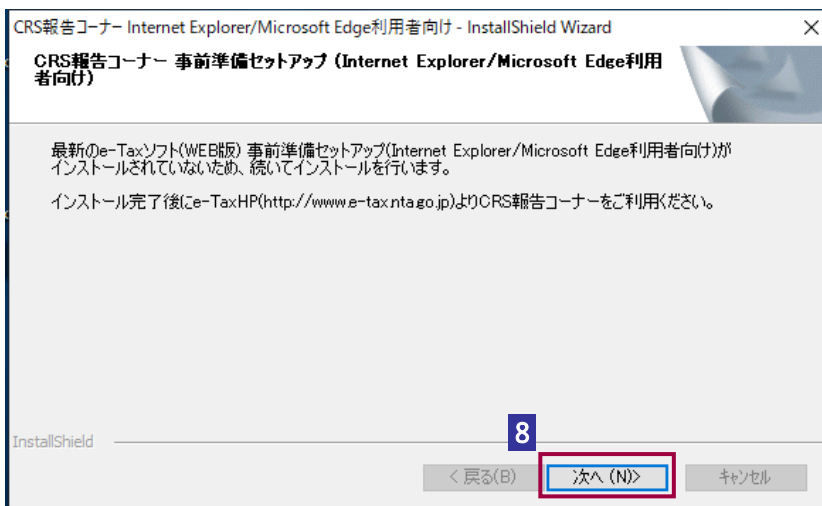 CRS報告コーナー Internet Explorer/Microsoft Edge利用者向け - InstallShield Wizard
CRS報告コーナー 事前準備セットアップ (Internet Explorer/Microsoft Edge利用
者向け)
最新のe-Taxソフト(WEB版) 事前準備セットアップ(Internet Explorer/Microsoft Edge利用者向け)が
インストールされていないため、続いてインストールを行います。
インストール完了後にe-TaxHP(http://www.e-tax.nta.go.jp)よりCRS報告コーナーをご利用ください。
8
InstallShield
< 戻る(B)
次へ (N)>
キャンセル